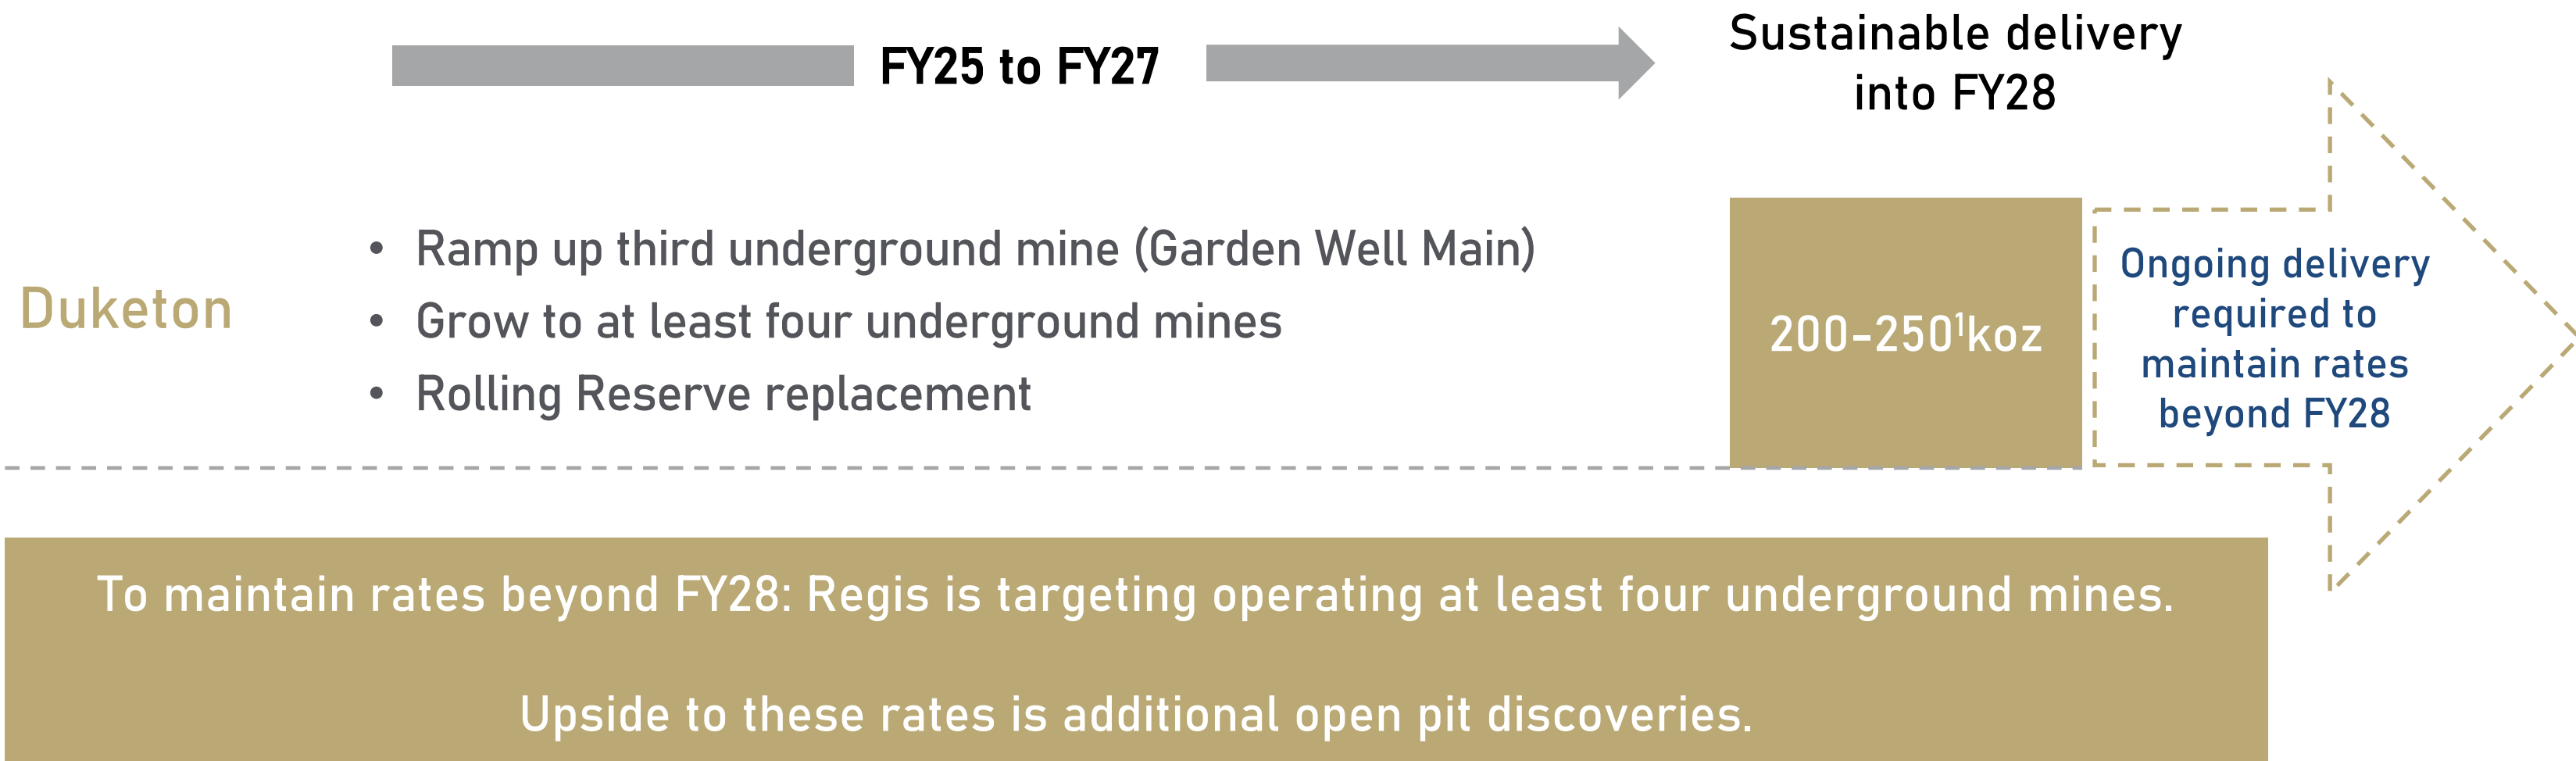 FY25 to FY27
Sustainable delivery
into FY28
Duketon
• Ramp up third underground mine (Garden Well Main)
• Grow to at least four underground mines
• Rolling Reserve replacement
200-250¹koz
Ongoing delivery
required to
maintain rates
beyond FY28
To maintain rates beyond FY28: Regis is targeting operating at least four underground mines.
Upside to these rates is additional open pit discoveries.